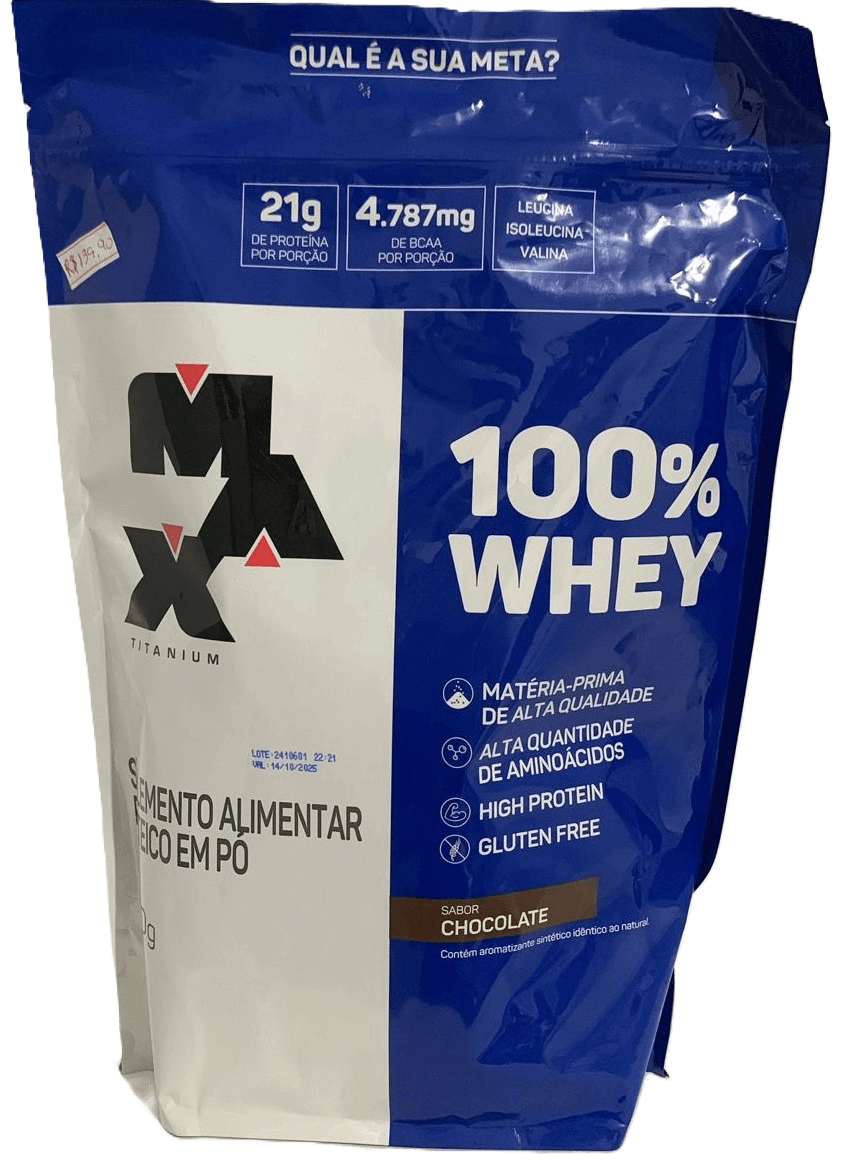 QUAL É A SUA META?
21g
DE PROTEÍNA
POR PORÇÃO
4.787mg
DE BCAA
POR PORÇÃO
LEUCINA
ISOLEUCINA
VALINA
R$139,90
MAX
TITANIUM
100%
WHEY
MATÉRIA-PRIMA
DE ALTA QUALIDADE
ALTA QUANTIDADE
DE AMINOÁCIDOS
HIGH PROTEIN
GLUTEN FREE
LOTE:2410601 22:21
VAL:14/10/2025
EMENTO ALIMENTAR
EICO EM PÓ
0g
SABOR
CHOCOLATE
Contém aromatizante sintético idêntico ao natural.